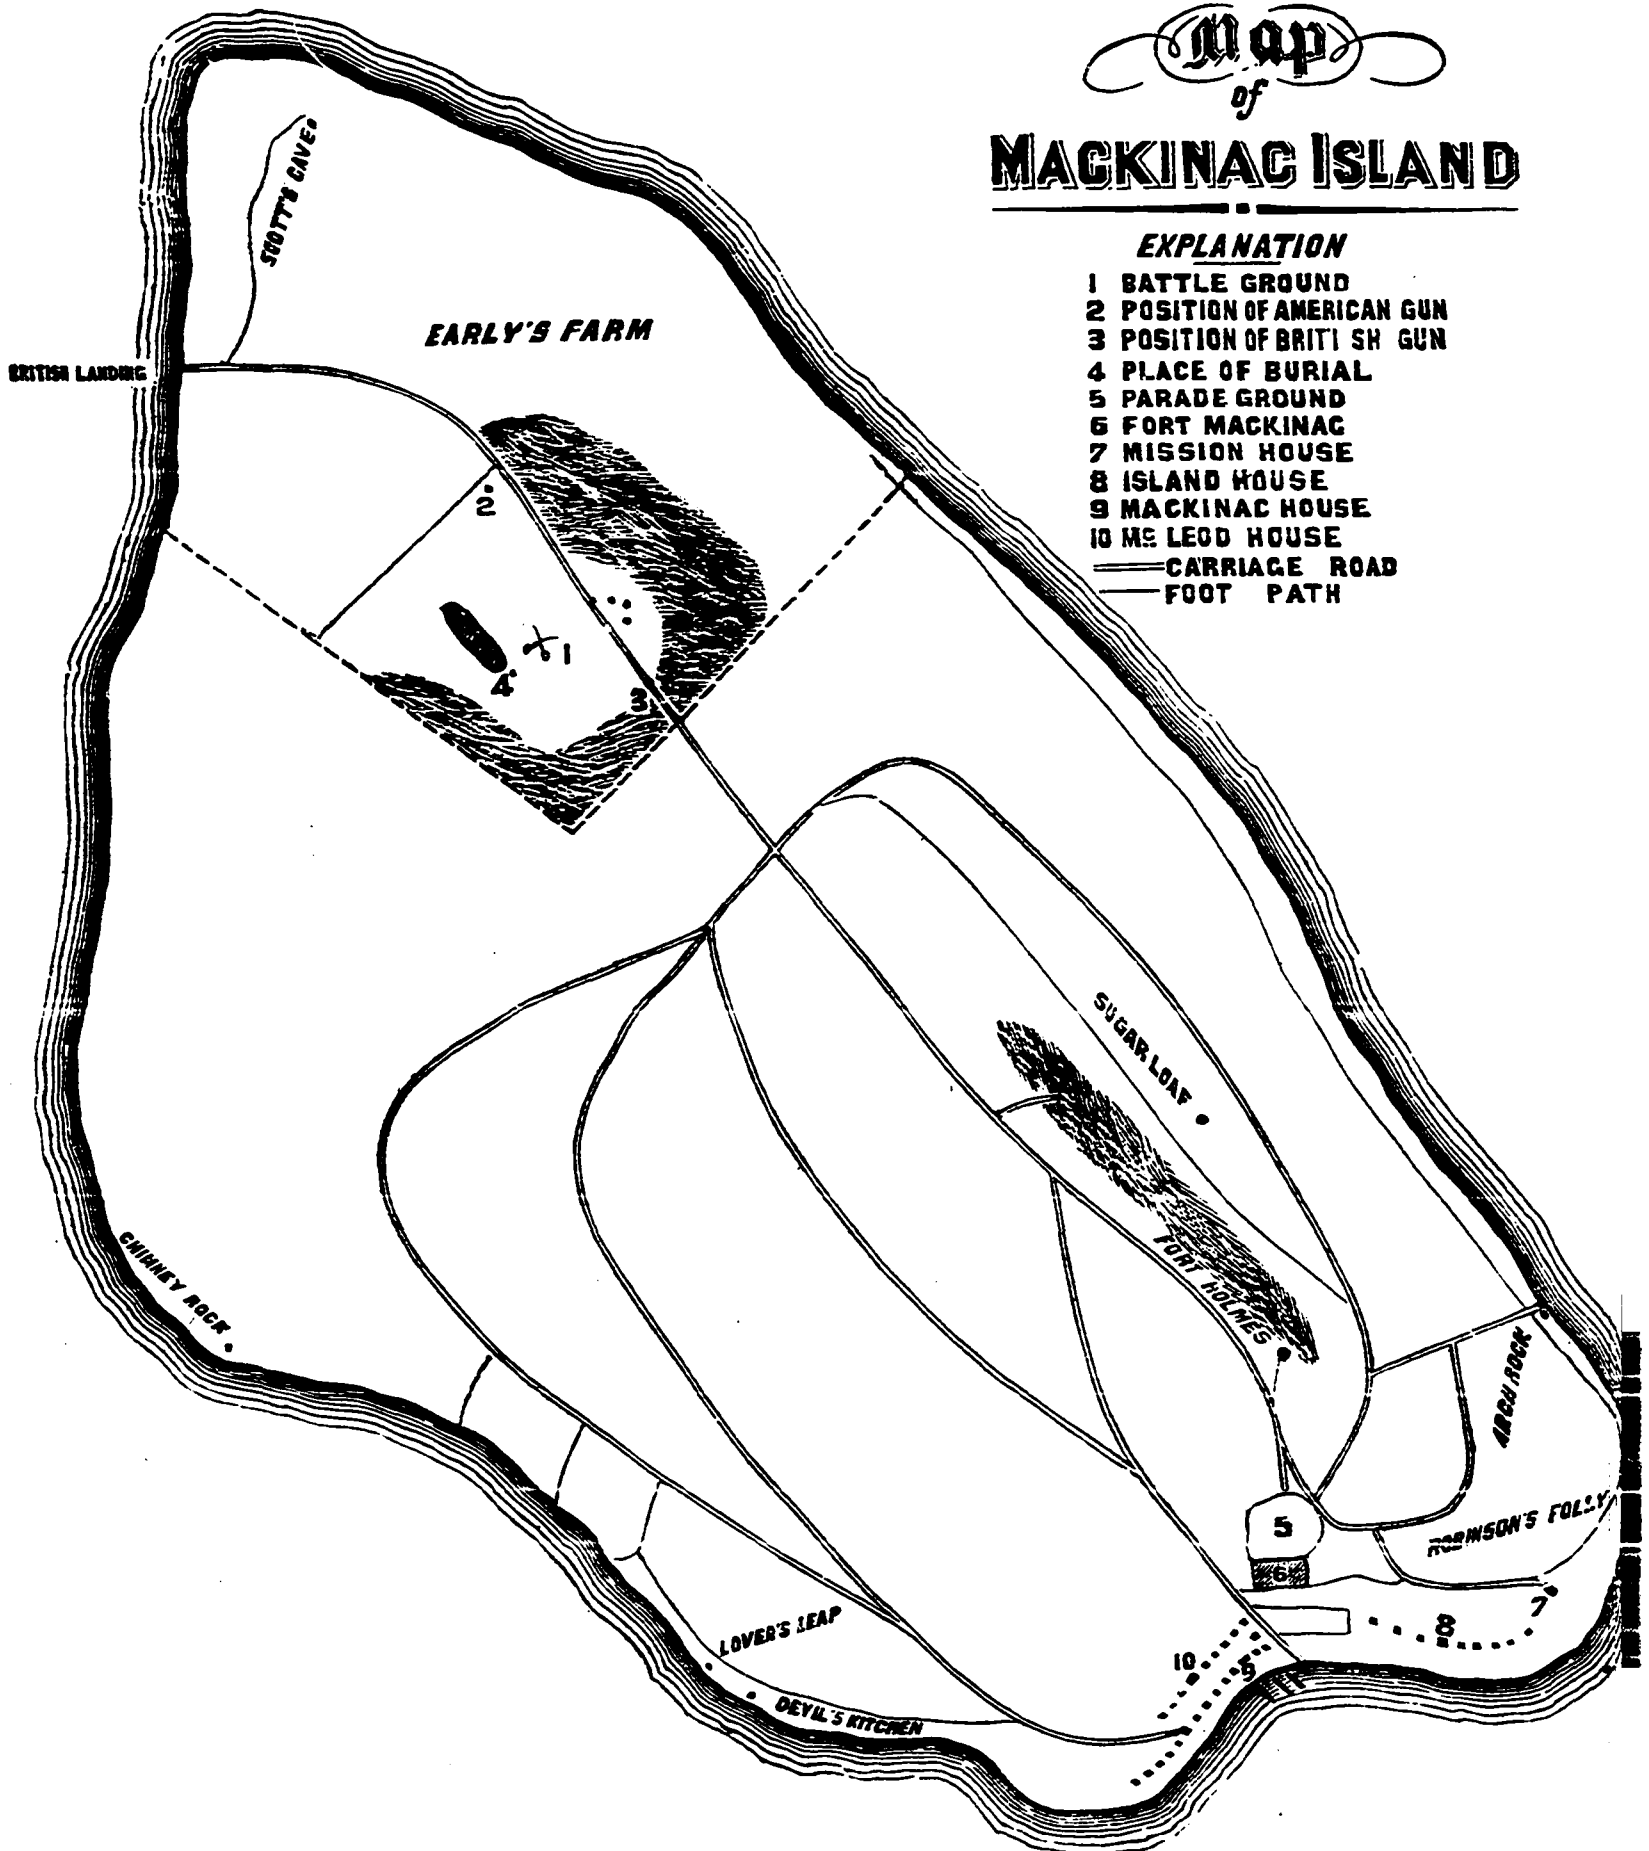 Map
of
MACKINAC ISLAND
EXPLANATION
1 BATTLE GROUND
2 POSITION OF AMERICAN GUN
3 POSITION OF BRITISH GUN
4 PLACE OF BURIAL
5 PARADE GROUND
6 FORT MACKINAC
7 MISSION HOUSE
8 ISLAND HOUSE
9 MACKINAC HOUSE
10 Mc LEOD HOUSE
CARRIAGE ROAD
FOOT PATH
SCOTT'S CAVE
EARLY'S FARM
BRITISH LANDING
2
1
4
3
SUGAR LOAF
FORT HOLMES
CHIMNEY ROCK
ARCH ROCK
5
ROBINSON'S FOLLY
6
7
8
LOVER'S LEAP
10
9
DEVIL'S KITCHEN